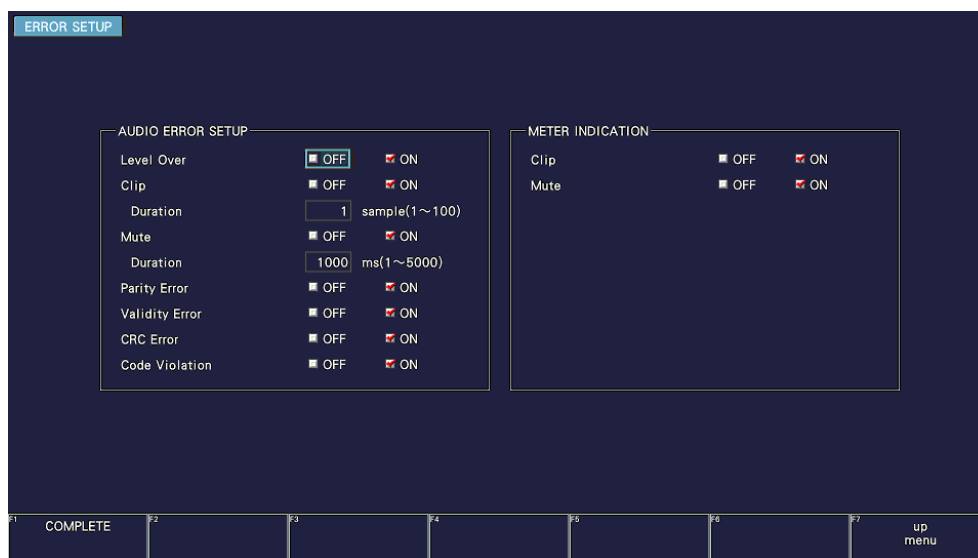 ERROR SETUP
AUDIO ERROR SETUP
Level Over OFF ON
Clip OFF ON
Duration 1 sample(1～100)
Mute OFF ON
Duration 1000 ms(1～5000)
Parity Error OFF ON
Validity Error OFF ON
CRC Error OFF ON
Code Violation OFF ON
METER INDICATION
Clip OFF ON
Mute OFF ON
F1 COMPLETE
F2
F3
F4
F5
F6
F7 up
menu